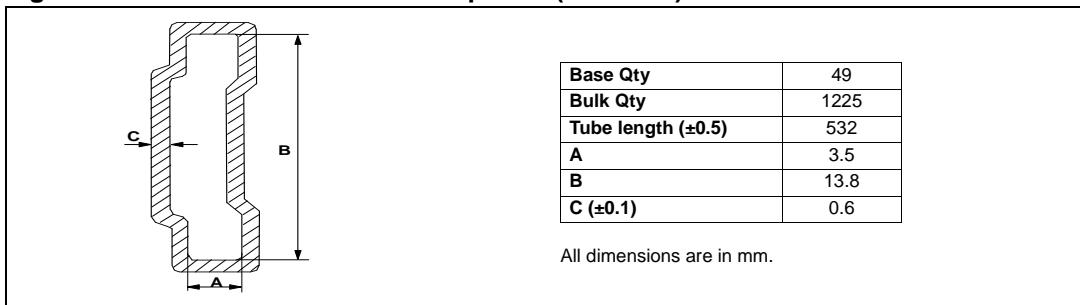 C
B
A
Base Qty 49
Bulk Qty 1225
Tube length (±0.5) 532
A 3.5
B 13.8
C (±0.1) 0.6
All dimensions are in mm.